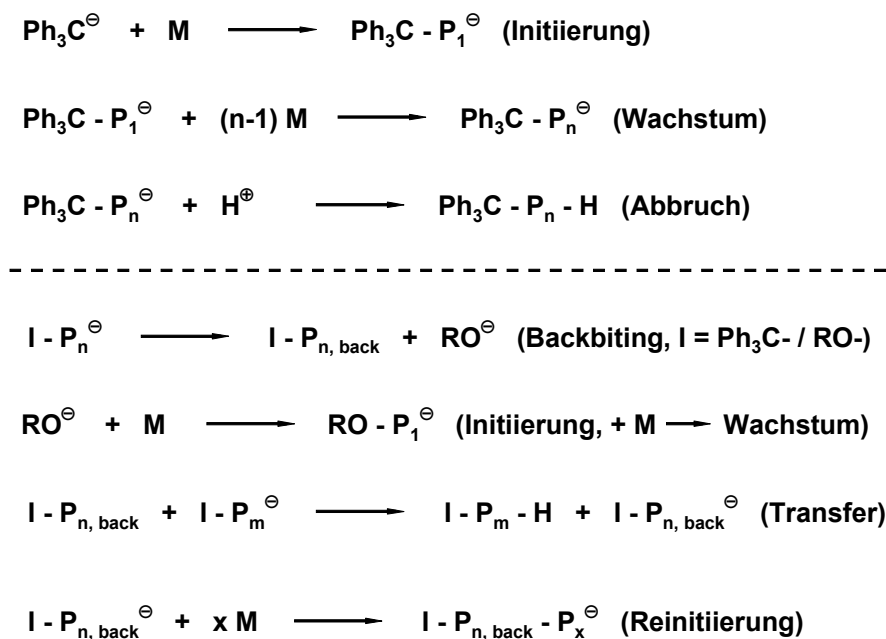 Ph₃C⊖ + M ⟶ Ph₃C - P₁⊖ (Initiierung)
Ph₃C - P₁⊖ + (n-1) M ⟶ Ph₃C - Pₙ⊖ (Wachstum)
Ph₃C - Pₙ⊖ + H⊕ ⟶ Ph₃C - Pₙ - H (Abbruch)
I - Pₙ⊖ ⟶ I - Pn, back + RO⊖ (Backbiting, I = Ph₃C- / RO-)
RO⊖ + M ⟶ RO - P₁⊖ (Initiierung, + M ⟶ Wachstum)
I - Pn, back + I - Pₘ⊖ ⟶ I - Pₘ - H + I - Pn, back⊖ (Transfer)
I - Pn, back⊖ + x M ⟶ I - Pn, back - Pₓ⊖ (Reinitiierung)